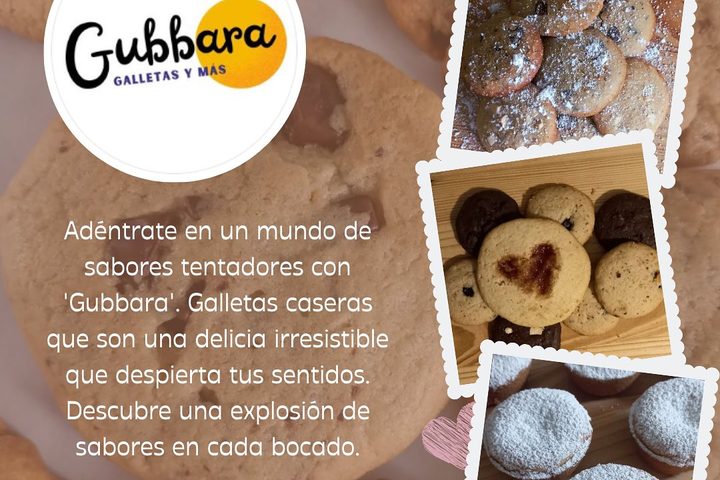 Gubbara
GALLETAS Y MÁS
Adéntrate en un mundo de
sabores tentadores con
'Gubbara'. Galletas caseras
que son una delicia irresistible
que despierta tus sentidos.
Descubre una explosión de
sabores en cada bocado.